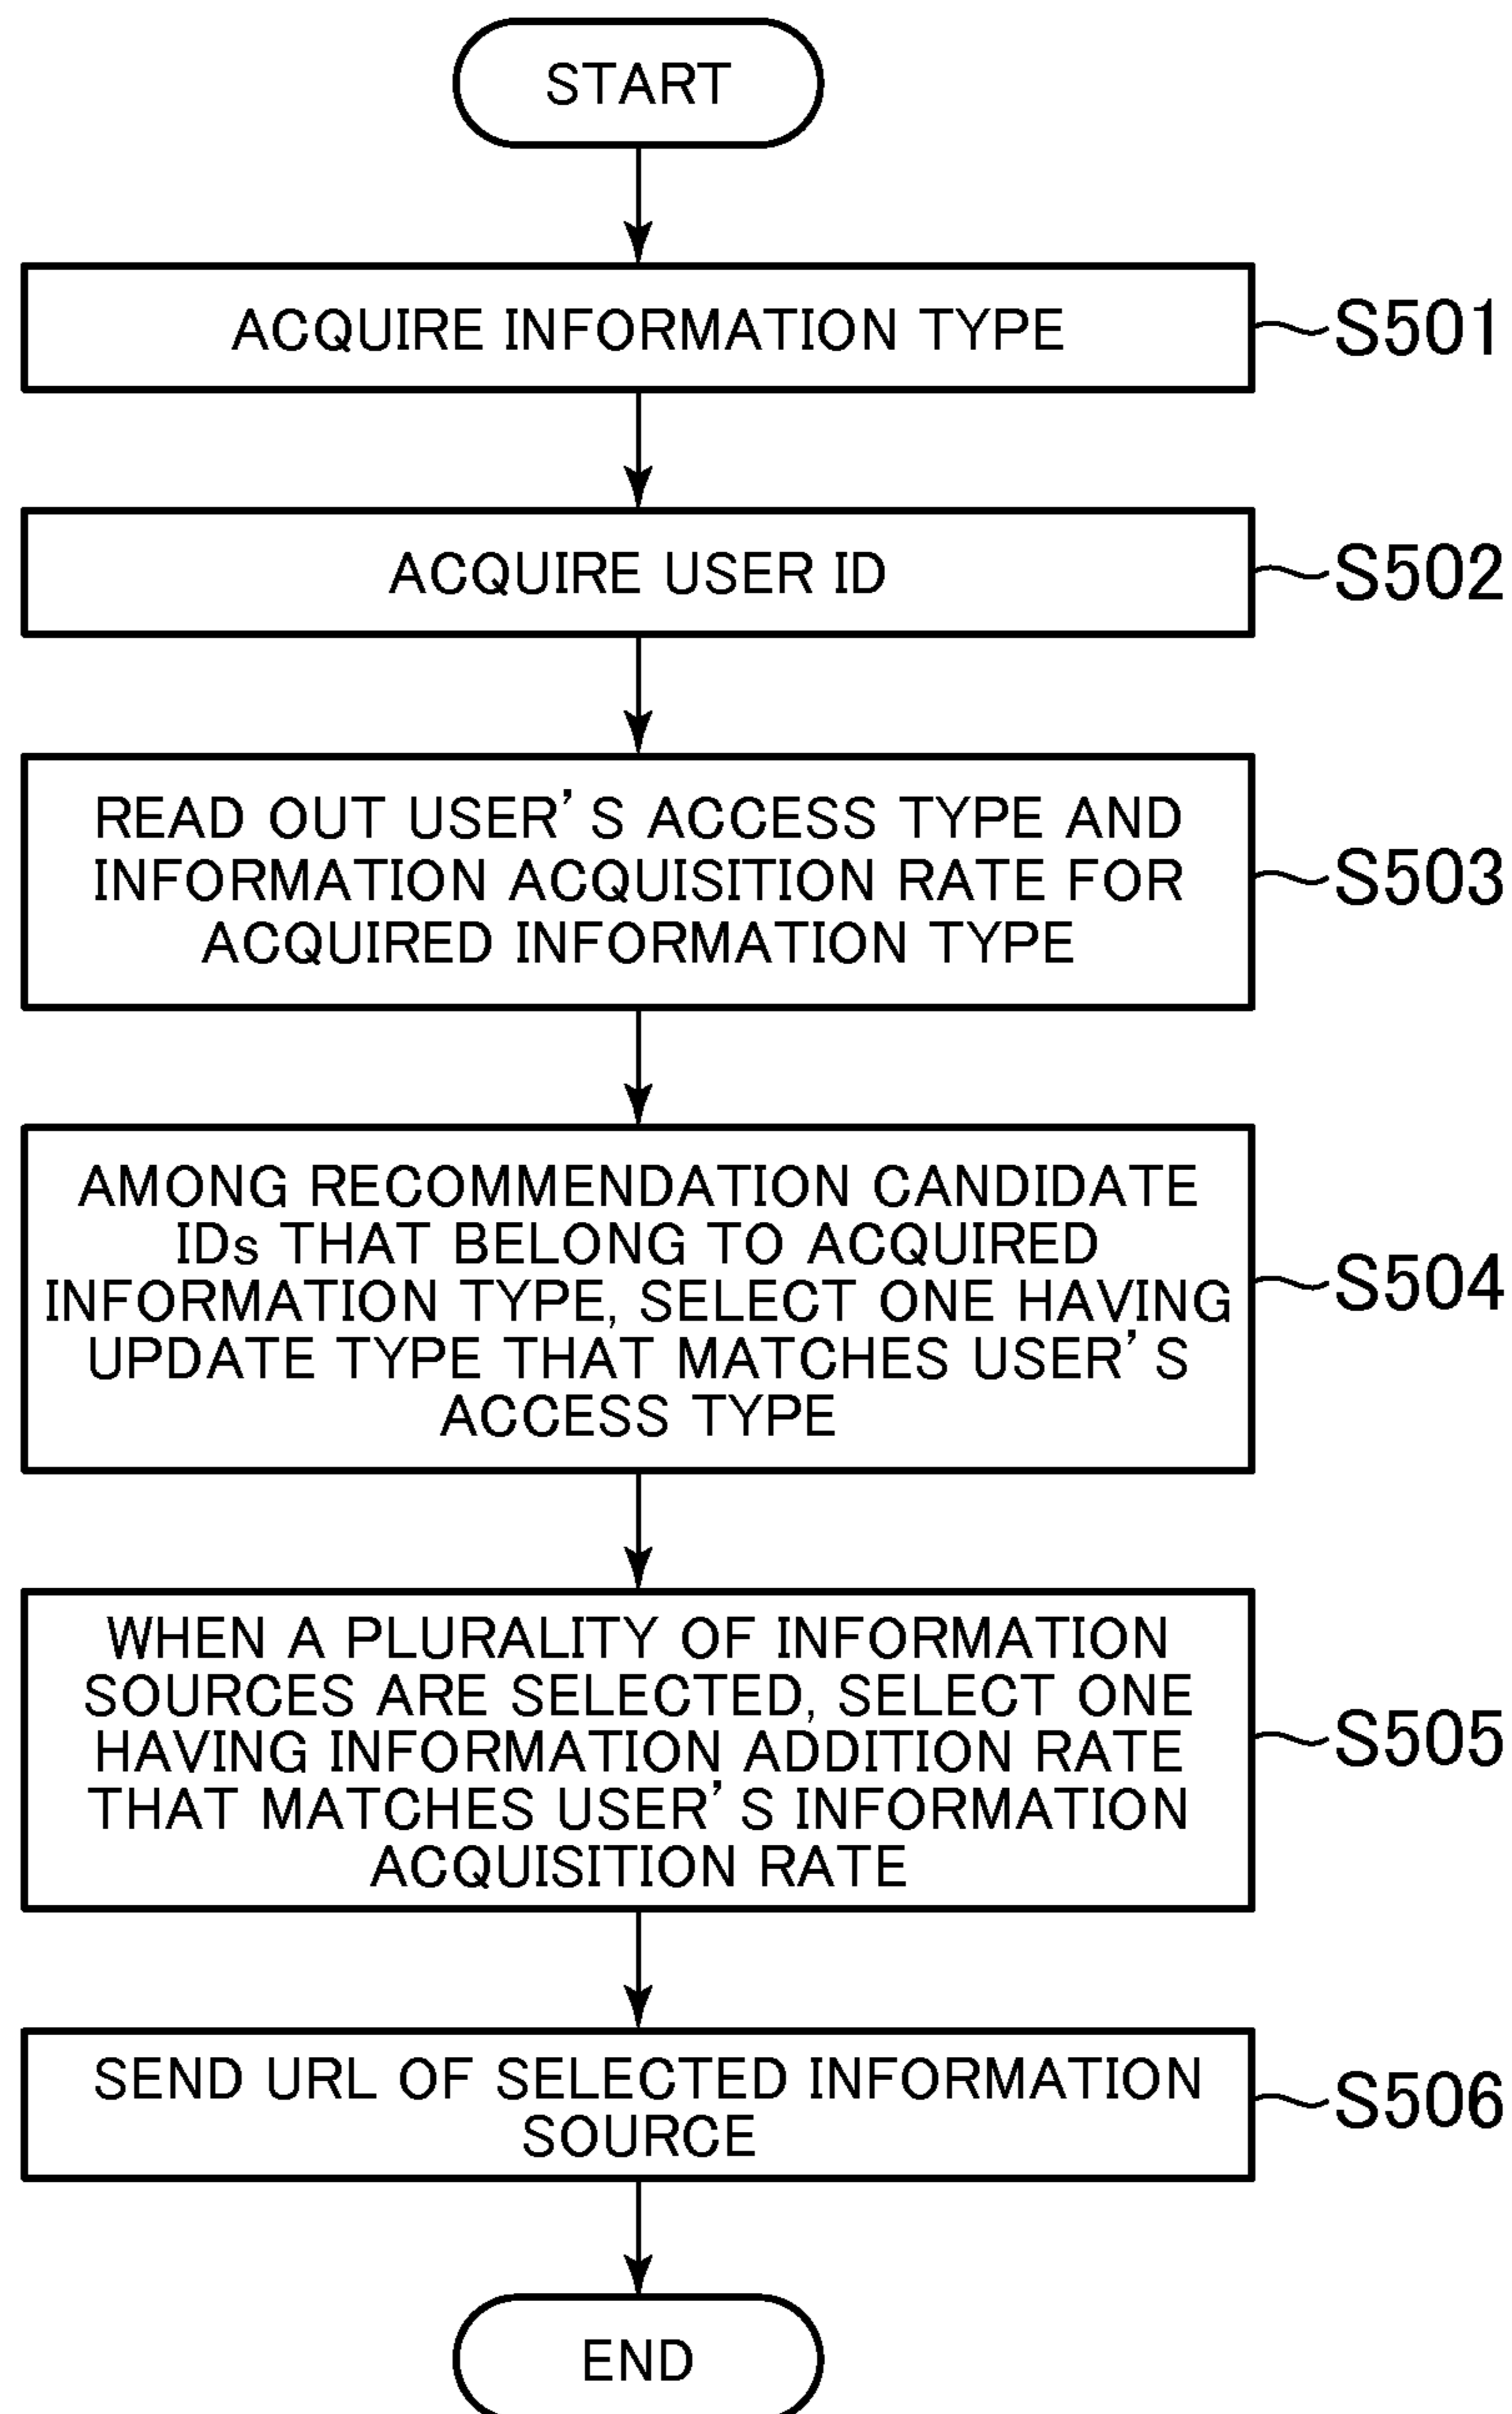 START
ACQUIRE INFORMATION TYPE
S501
ACQUIRE USER ID
S502
READ OUT USER'S ACCESS TYPE AND
INFORMATION ACQUISITION RATE FOR
ACQUIRED INFORMATION TYPE
S503
AMONG RECOMMENDATION CANDIDATE
IDs THAT BELONG TO ACQUIRED
INFORMATION TYPE, SELECT ONE HAVING
UPDATE TYPE THAT MATCHES USER'S
ACCESS TYPE
S504
WHEN A PLURALITY OF INFORMATION
SOURCES ARE SELECTED, SELECT ONE
HAVING INFORMATION ADDITION RATE
THAT MATCHES USER'S INFORMATION
ACQUISITION RATE
S505
SEND URL OF SELECTED INFORMATION
SOURCE
S506
END